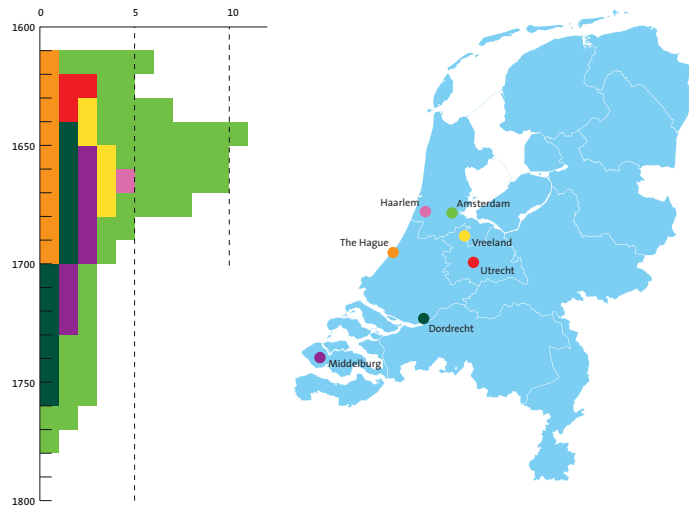 0 5 10
1600
1650
1700
1750
1800
Haarlem
Amsterdam
The Hague
Vreeland
Utrecht
Dordrecht
Middelburg